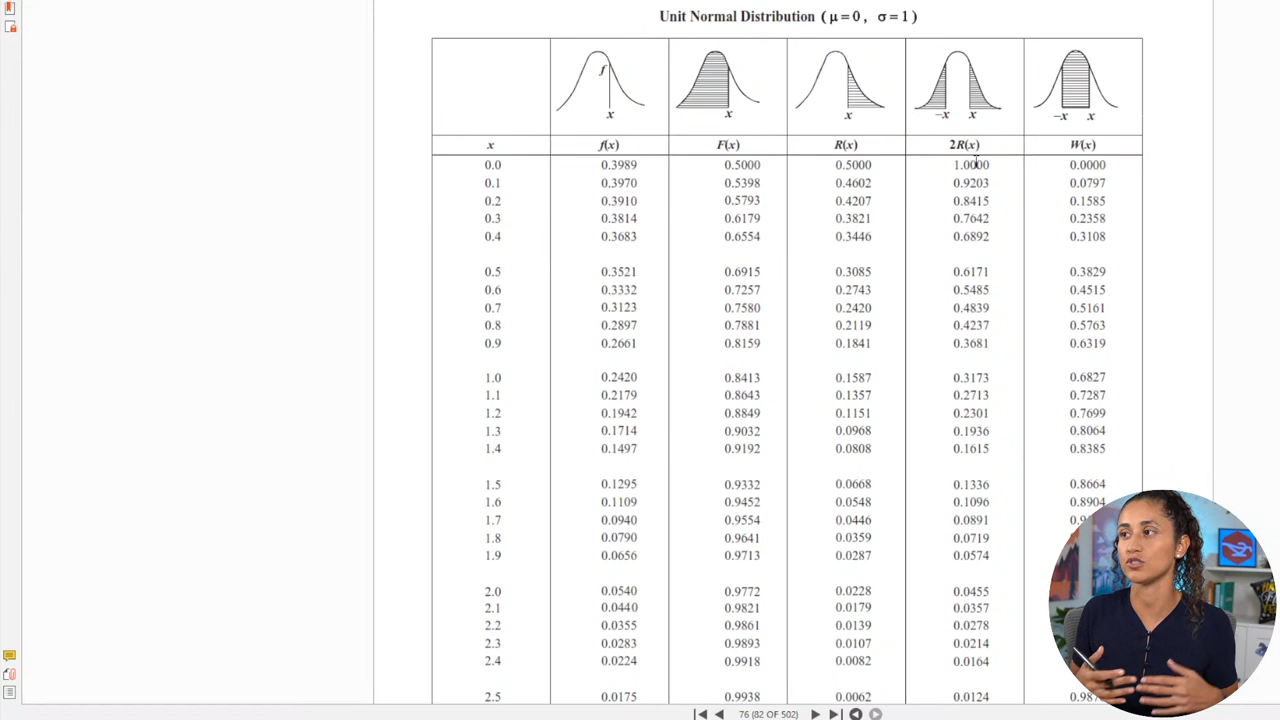 Unit Normal Distribution (μ=0, σ=1)
f
x x x −x x −x x
x f(x) F(x) R(x) 2R(x) W(x)
0.0 0.3989 0.5000 0.5000 1.0000 0.0000
0.1 0.3970 0.5398 0.4602 0.9203 0.0797
0.2 0.3910 0.5793 0.4207 0.8415 0.1585
0.3 0.3814 0.6179 0.3821 0.7642 0.2358
0.4 0.3683 0.6554 0.3446 0.6892 0.3108
0.5 0.3521 0.6915 0.3085 0.6171 0.3829
0.6 0.3332 0.7257 0.2743 0.5485 0.4515
0.7 0.3123 0.7580 0.2420 0.4839 0.5161
0.8 0.2897 0.7881 0.2119 0.4237 0.5763
0.9 0.2661 0.8159 0.1841 0.3681 0.6319
1.0 0.2420 0.8413 0.1587 0.3173 0.6827
1.1 0.2179 0.8643 0.1357 0.2713 0.7287
1.2 0.1942 0.8849 0.1151 0.2301 0.7699
1.3 0.1714 0.9032 0.0968 0.1936 0.8064
1.4 0.1497 0.9192 0.0808 0.1615 0.8385
1.5 0.1295 0.9332 0.0668 0.1336 0.8664
1.6 0.1109 0.9452 0.0548 0.1096 0.8904
1.7 0.0940 0.9554 0.0446 0.0891
1.8 0.0790 0.9641 0.0359 0.0719
1.9 0.0656 0.9713 0.0287 0.0574
2.0 0.0540 0.9772 0.0228 0.0455
2.1 0.0440 0.9821 0.0179 0.0357
2.2 0.0355 0.9861 0.0139 0.0278
2.3 0.0283 0.9893 0.0107 0.0214
2.4 0.0224 0.9918 0.0082 0.0164
2.5 0.0175 0.9938 0.0062 0.0124
76 (82 OF 502)